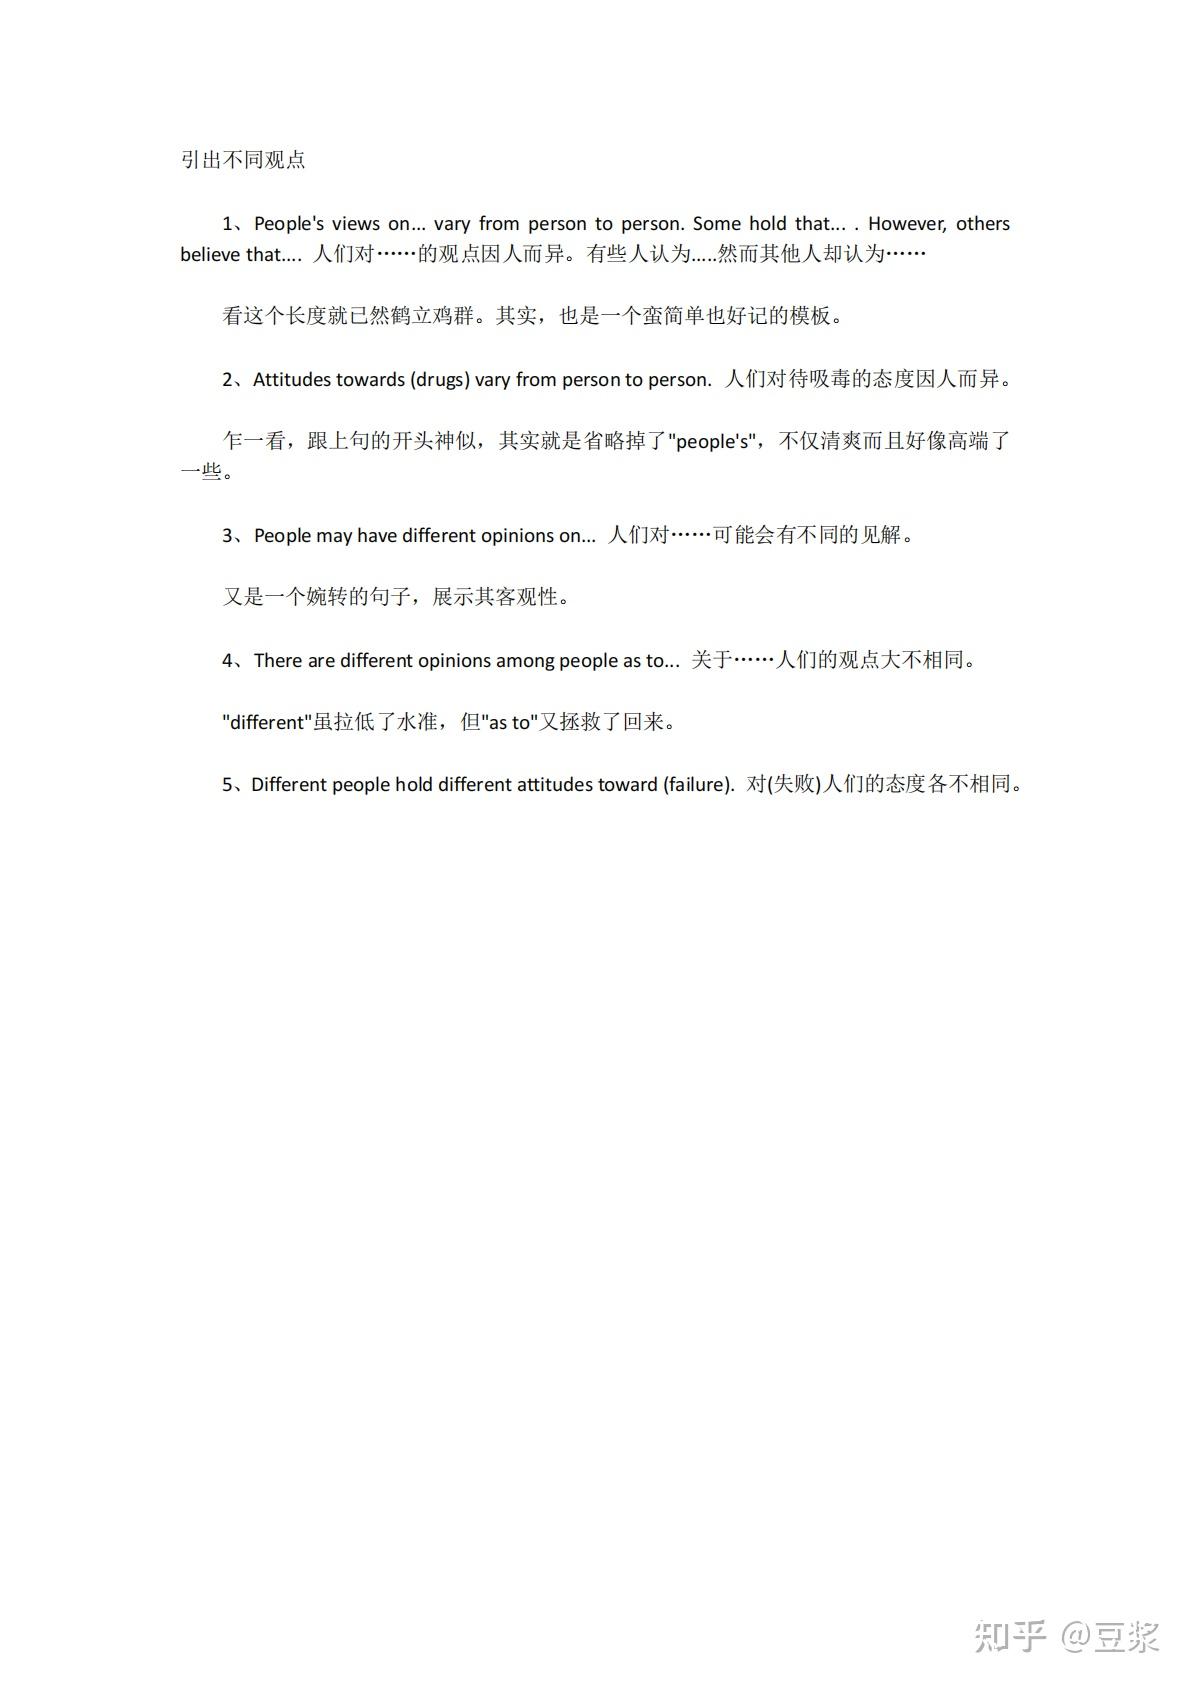 引出不同观点
1、People's views on... vary from person to person. Some hold that... . However, others
believe that.... 人们对……的观点因人而异。有些人认为.....然而其他人却认为……
看这个长度就已然鹤立鸡群。其实，也是一个蛮简单也好记的模板。
2、Attitudes towards (drugs) vary from person to person. 人们对待吸毒的态度因人而异。
乍一看，跟上句的开头神似，其实就是省略掉了"people's"，不仅清爽而且好像高端了
一些。
3、People may have different opinions on... 人们对……可能会有不同的见解。
又是一个婉转的句子，展示其客观性。
4、There are different opinions among people as to... 关于……人们的观点大不相同。
"different"虽拉低了水准，但"as to"又拯救了回来。
5、Different people hold different attitudes toward (failure). 对(失败)人们的态度各不相同。
知乎 @豆浆